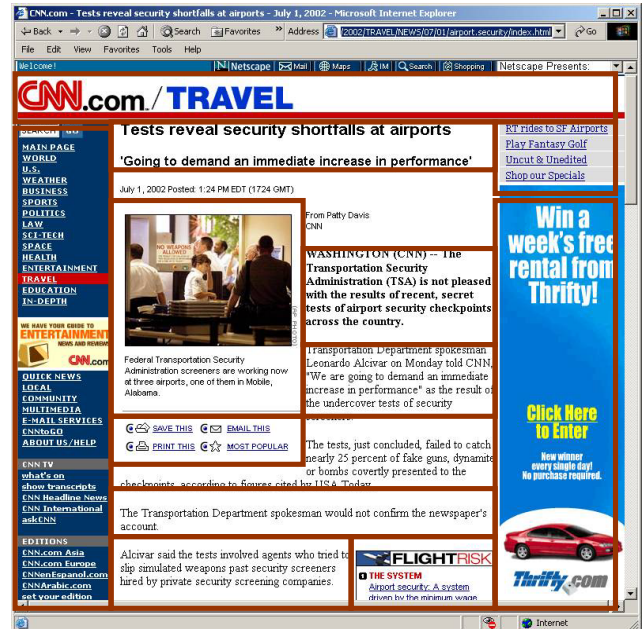 CNN.com - Tests reveal security shortfalls at airports - July 1, 2002 - Microsoft Internet Explorer
Back Search Favorites » Address 2002/TRAVEL/NEWS/07/01/airport.security/index.html Go
File Edit View Favorites Tools Help
Welcome! Netscape Mail Maps IM Search Shopping Netscape Presents:
CNN.com./TRAVEL
SEARCH GO
MAIN PAGE
WORLD
U.S.
WEATHER
BUSINESS
SPORTS
POLITICS
LAW
SCI-TECH
SPACE
HEALTH
ENTERTAINMENT
TRAVEL
EDUCATION
IN-DEPTH
WE HAVE YOUR GUIDE TO
ENTERTAINMENT
NEWS AND REVIEWS
CNN.com
QUICK NEWS
LOCAL
COMMUNITY
MULTIMEDIA
E-MAIL SERVICES
CNNtoGO
ABOUT US/HELP
CNN TV
what's on
show transcripts
CNN Headline News
CNN International
askCNN
EDITIONS
CNN.com Asia
CNN.com Europe
CNNenEspanol.com
CNNArabic.com
set your edition
Tests reveal security shortfalls at airports
'Going to demand an immediate increase in performance'
July 1, 2002 Posted: 1:24 PM EDT (1724 GMT)
NO WEAPONS
ALLOWED
AP PHOTO
Federal Transportation Security
Administration screeners are working now
at three airports, one of them in Mobile,
Alabama.
SAVE THIS EMAIL THIS
PRINT THIS MOST POPULAR
From Patty Davis
CNN
WASHINGTON (CNN) -- The
Transportation Security
Administration (TSA) is not pleased
with the results of recent, secret
tests of airport security checkpoints
across the country.
Transportation Department spokesman
Leonardo Alcivar on Monday told CNN,
"We are going to demand an immediate
increase in performance" as the result of
the undercover tests of security
screeners.
The tests, just concluded, failed to catch
nearly 25 percent of fake guns, dynamite
or bombs covertly presented to the
checkpoints, according to figures cited by USA Today.
The Transportation Department spokesman would not confirm the newspaper's
account.
Alcivar said the tests involved agents who tried to
slip simulated weapons past security screeners
hired by private security screening companies.
FLIGHTRISK
THE SYSTEM
Airport security: A system
driven by the minimum wage
RT rides to SF Airports
Play Fantasy Golf
Uncut & Unedited
Shop our Specials
Win a
week's free
rental from
Thrifty!
Click Here
to Enter
New winner
every single day!
No purchase required.
Thrifty.com
Internet